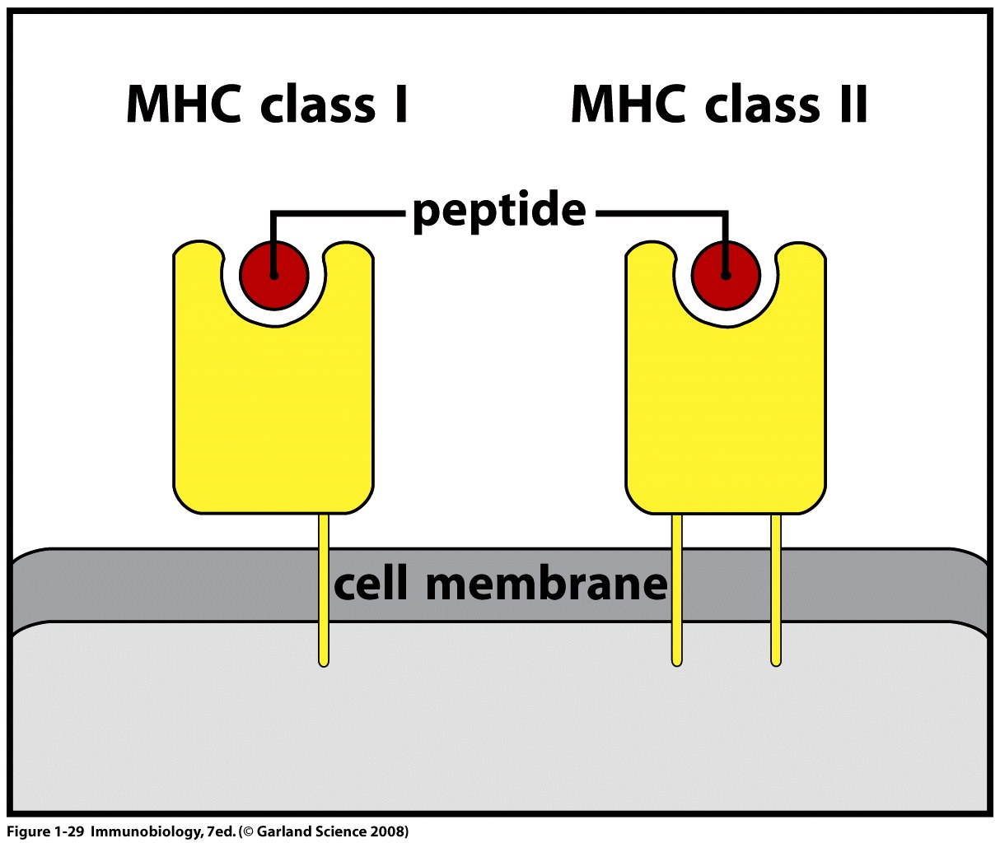 MHC class I
MHC class II
peptide
cell membrane
Figure 1-29 Immunobiology, 7ed. (© Garland Science 2008)